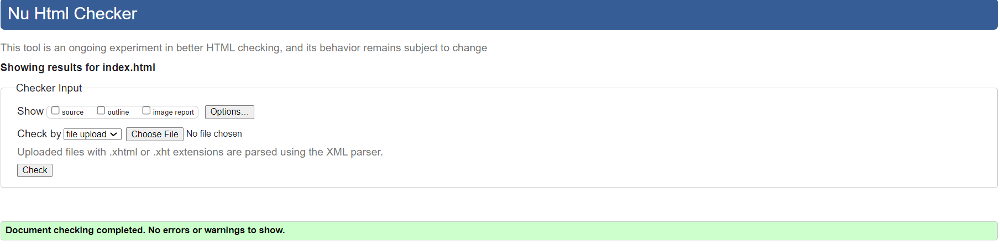 Nu Html Checker
This tool is an ongoing experiment in better HTML checking, and its behavior remains subject to change
Showing results for index.html
Checker Input
Show source outline image report Options...
Check by file upload Choose File No file chosen
Uploaded files with .xhtml or .xht extensions are parsed using the XML parser.
Check
Document checking completed. No errors or warnings to show.